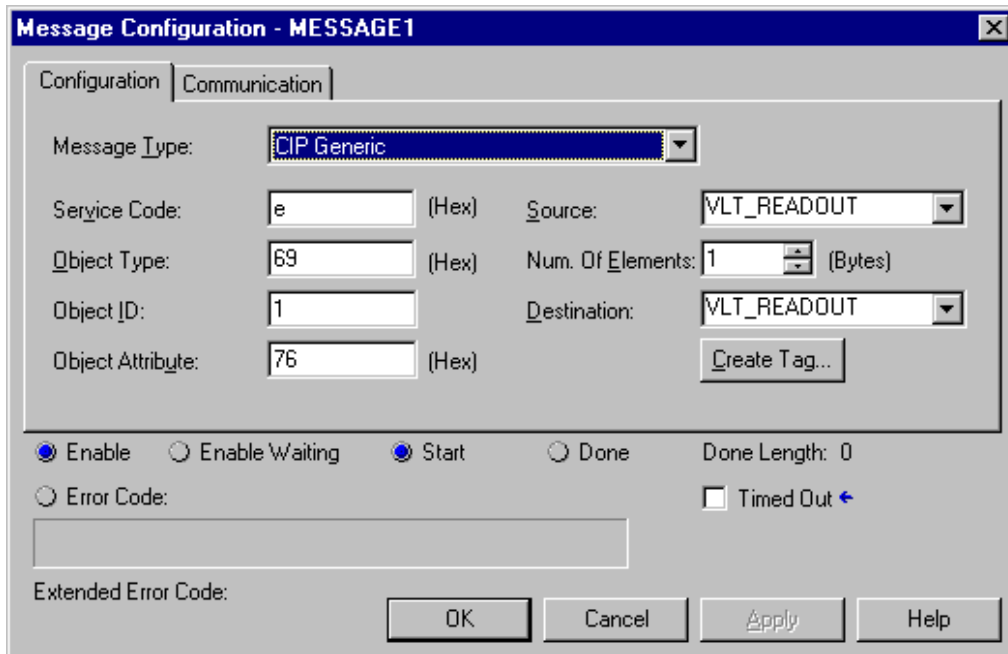 Message Configuration - MESSAGE1
Configuration Communication
Message Type: CIP Generic
Service Code: e (Hex) Source: VLT_READOUT
Object Type: 69 (Hex) Num. Of Elements: 1 (Bytes)
Object ID: 1 Destination: VLT_READOUT
Object Attribute: 76 (Hex) Create Tag...
Enable Enable Waiting Start Done Done Length: 0
Error Code: Timed Out
Extended Error Code:
OK Cancel Apply Help